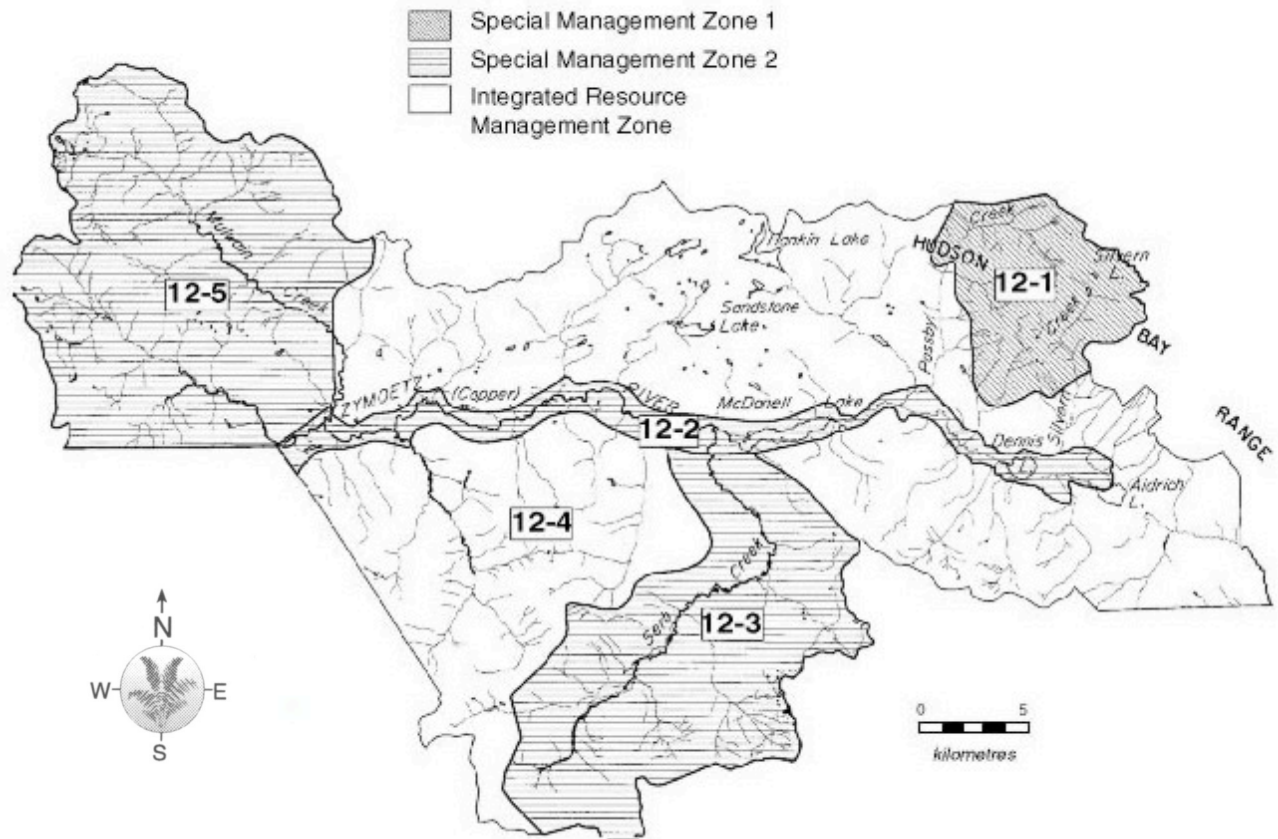 Special Management Zone 1
Special Management Zone 2
Integrated Resource
Management Zone
Mulwan
Creek
12-5
Hankin Lake
Sandstone
Lake
HUDSON
BAY
RANGE
Creek
Silvern
L.
12-1
Creek
Passby
ZYMOETZ
(Copper)
RIVER
McDonell
Lake
12-2
Dennis
L.
Silvern
Aldrich
L.
12-4
Serb
Creek
12-3
N
W
E
S
0
5
kilometres